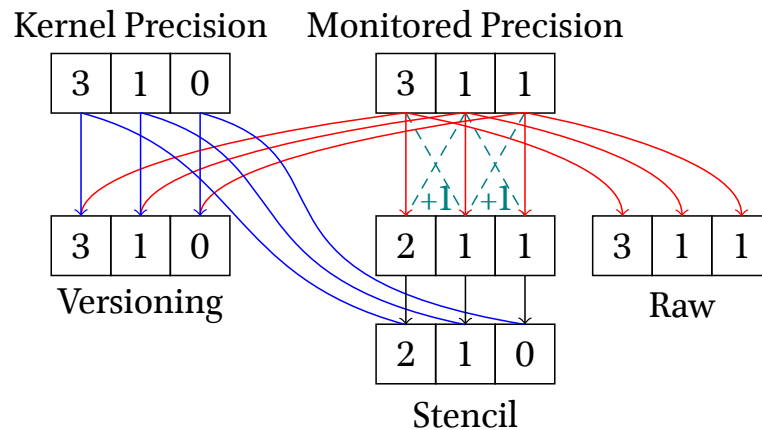 Kernel Precision Monitored Precision
3 1 0 3 1 1
+1 +1
3 1 0 2 1 1 3 1 1
Versioning Raw
2 1 0
Stencil